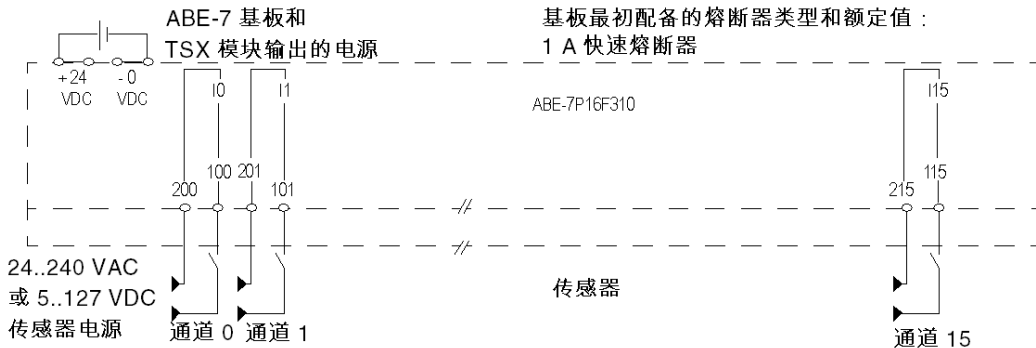 ABE-7 基板和
TSX 模块输出的电源
基板最初配备的熔断器类型和额定值：
1 A 快速熔断器
+24 VDC
- 0 VDC
I0
I1
I15
ABE-7P16F310
200
100
201
101
215
115
24..240 VAC
或 5..127 VDC
传感器电源
传感器
通道 0
通道 1
通道 15